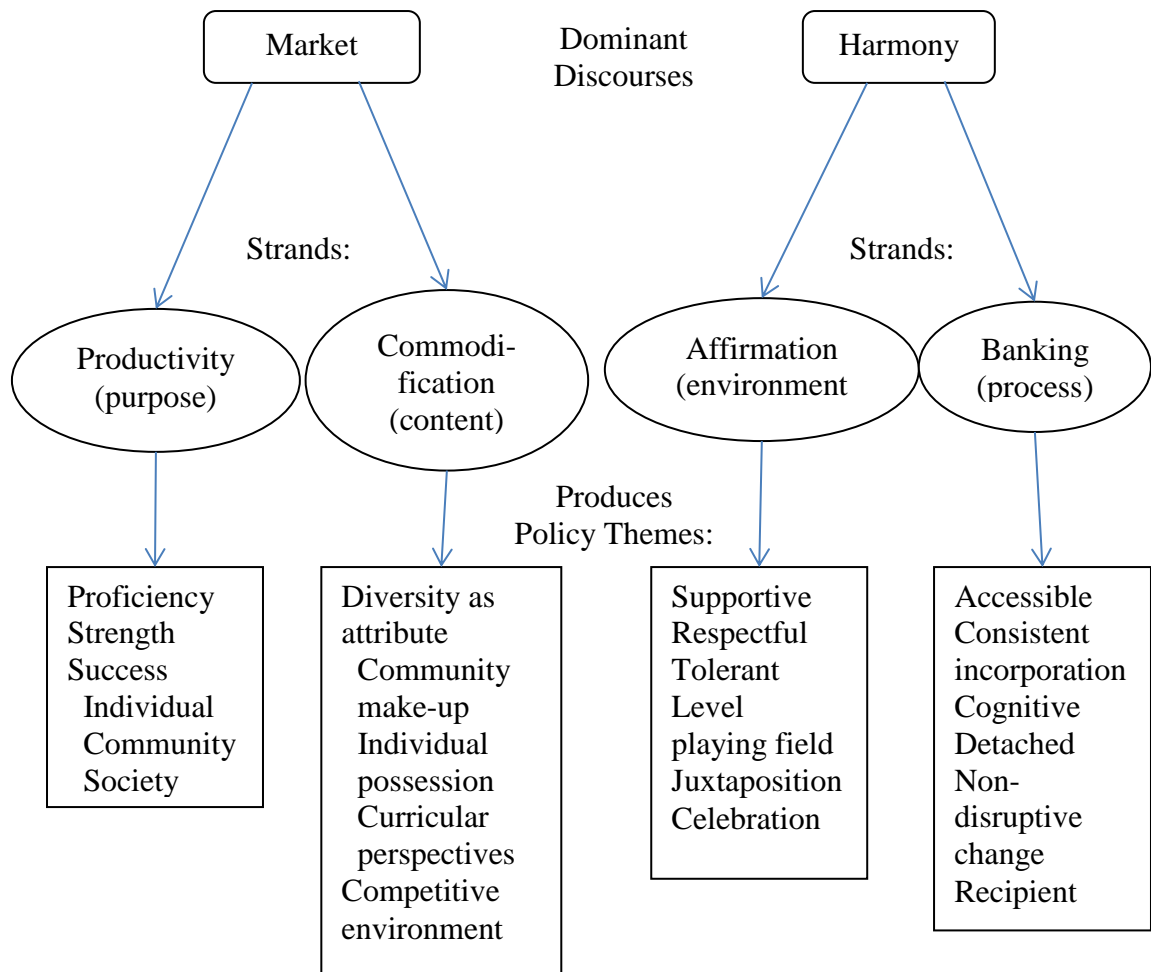 Market
Dominant
Discourses
Harmony
Strands:
Strands:
Productivity
(purpose)
Commodi-
fication
(content)
Affirmation
(environment
Banking
(process)
Produces
Policy Themes:
Proficiency
Strength
Success
Individual
Community
Society
Diversity as
attribute
Community
make-up
Individual
possession
Curricular
perspectives
Competitive
environment
Supportive
Respectful
Tolerant
Level
playing field
Juxtaposition
Celebration
Accessible
Consistent
incorporation
Cognitive
Detached
Non-
disruptive
change
Recipient